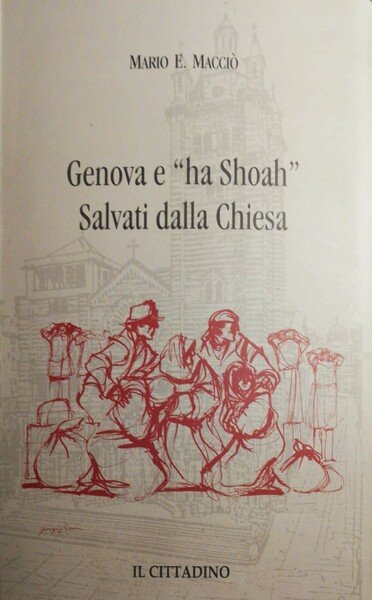 MARIO E. MACCIÒ
Genova e “ha Shoah”
Salvati dalla Chiesa
IL CITTADINO